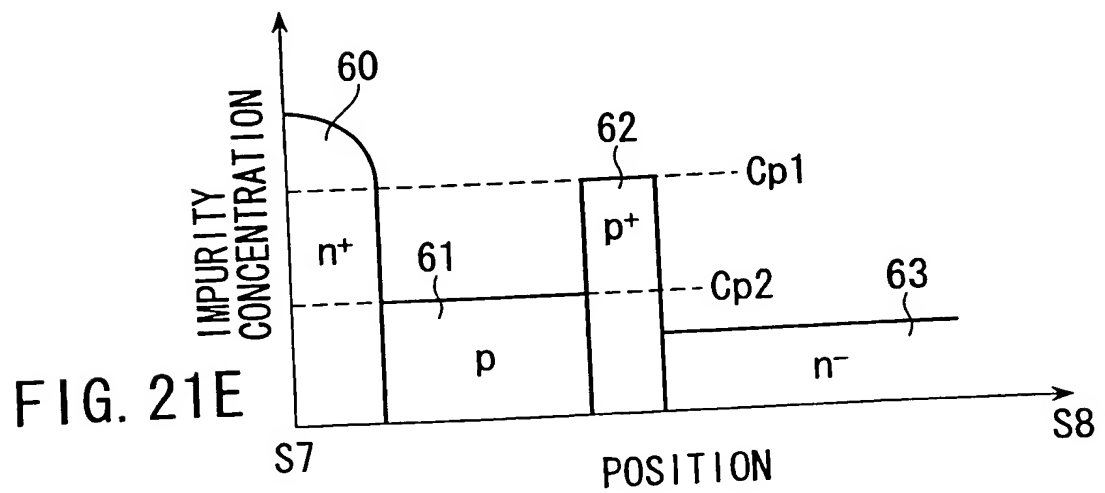 60
62
Cp1
IMPURITY
CONCENTRATION
n+
p+
61
Cp2
63
p
n−
FIG. 21E
S7
POSITION
S8